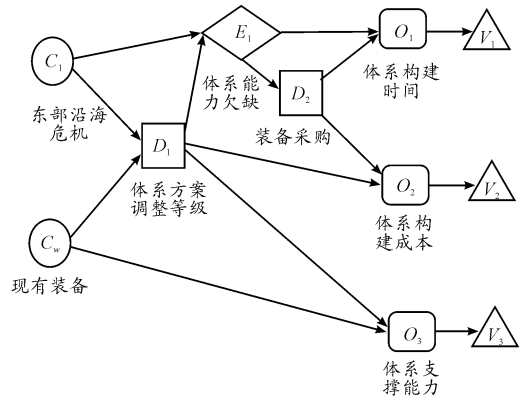 E₁
O₁
V₁
C₁
体系能
力欠缺
体系构建
时间
D₂
东部沿海
危机
D₁
装备采购
体系方案
调整等级
O₂
V₂
体系构
建成本
C_w
现有装备
O₃
V₃
体系支
撑能力